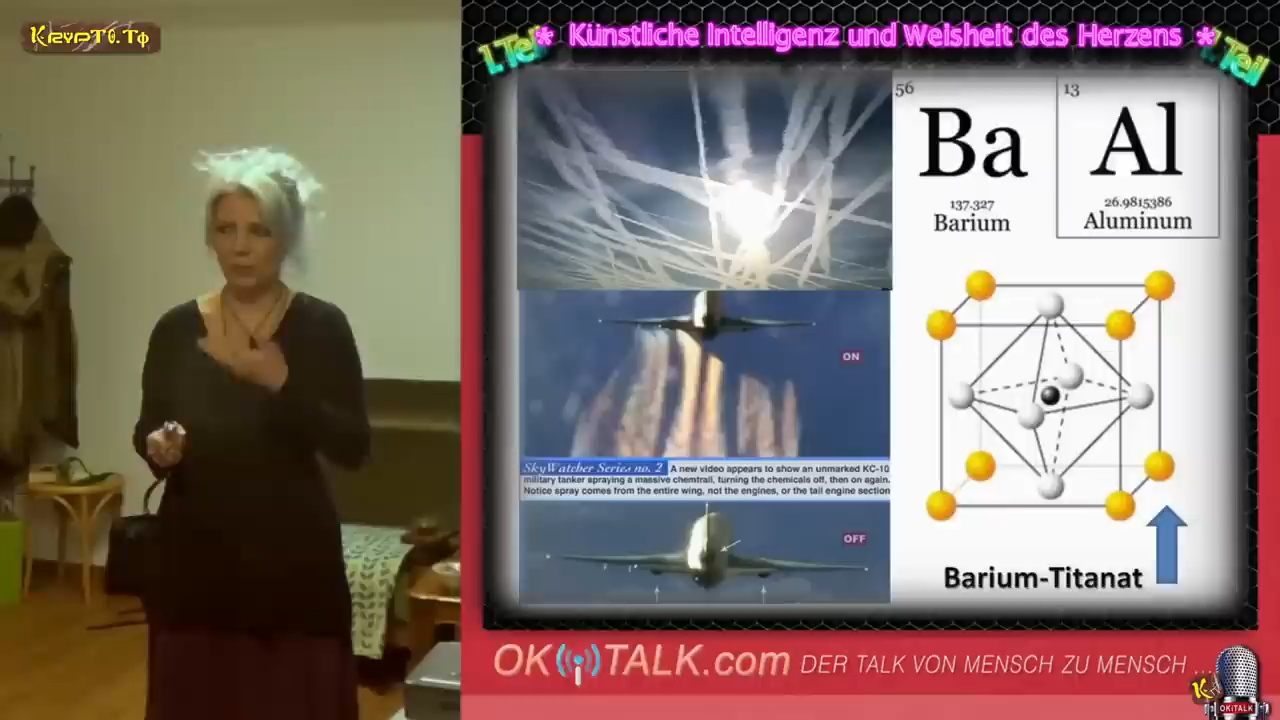 KRYPT0.Tφ
1.Teil * Künstliche Intelligenz und Weisheit des Herzens * 1.Teil
56
Ba
137.327
Barium
13
Al
26.9815386
Aluminum
ON
SkyWatcher Series no. 2 A new video appears to show an unmarked KC-10
military tanker spraying a massive chemtrail, turning the chemicals off, then on again.
Notice spray comes from the entire wing, not the engines, or the tail engine section
OFF
Barium-Titanat
OK TALK.com DER TALK VON MENSCH ZU MENSCH ...
OKiTALK